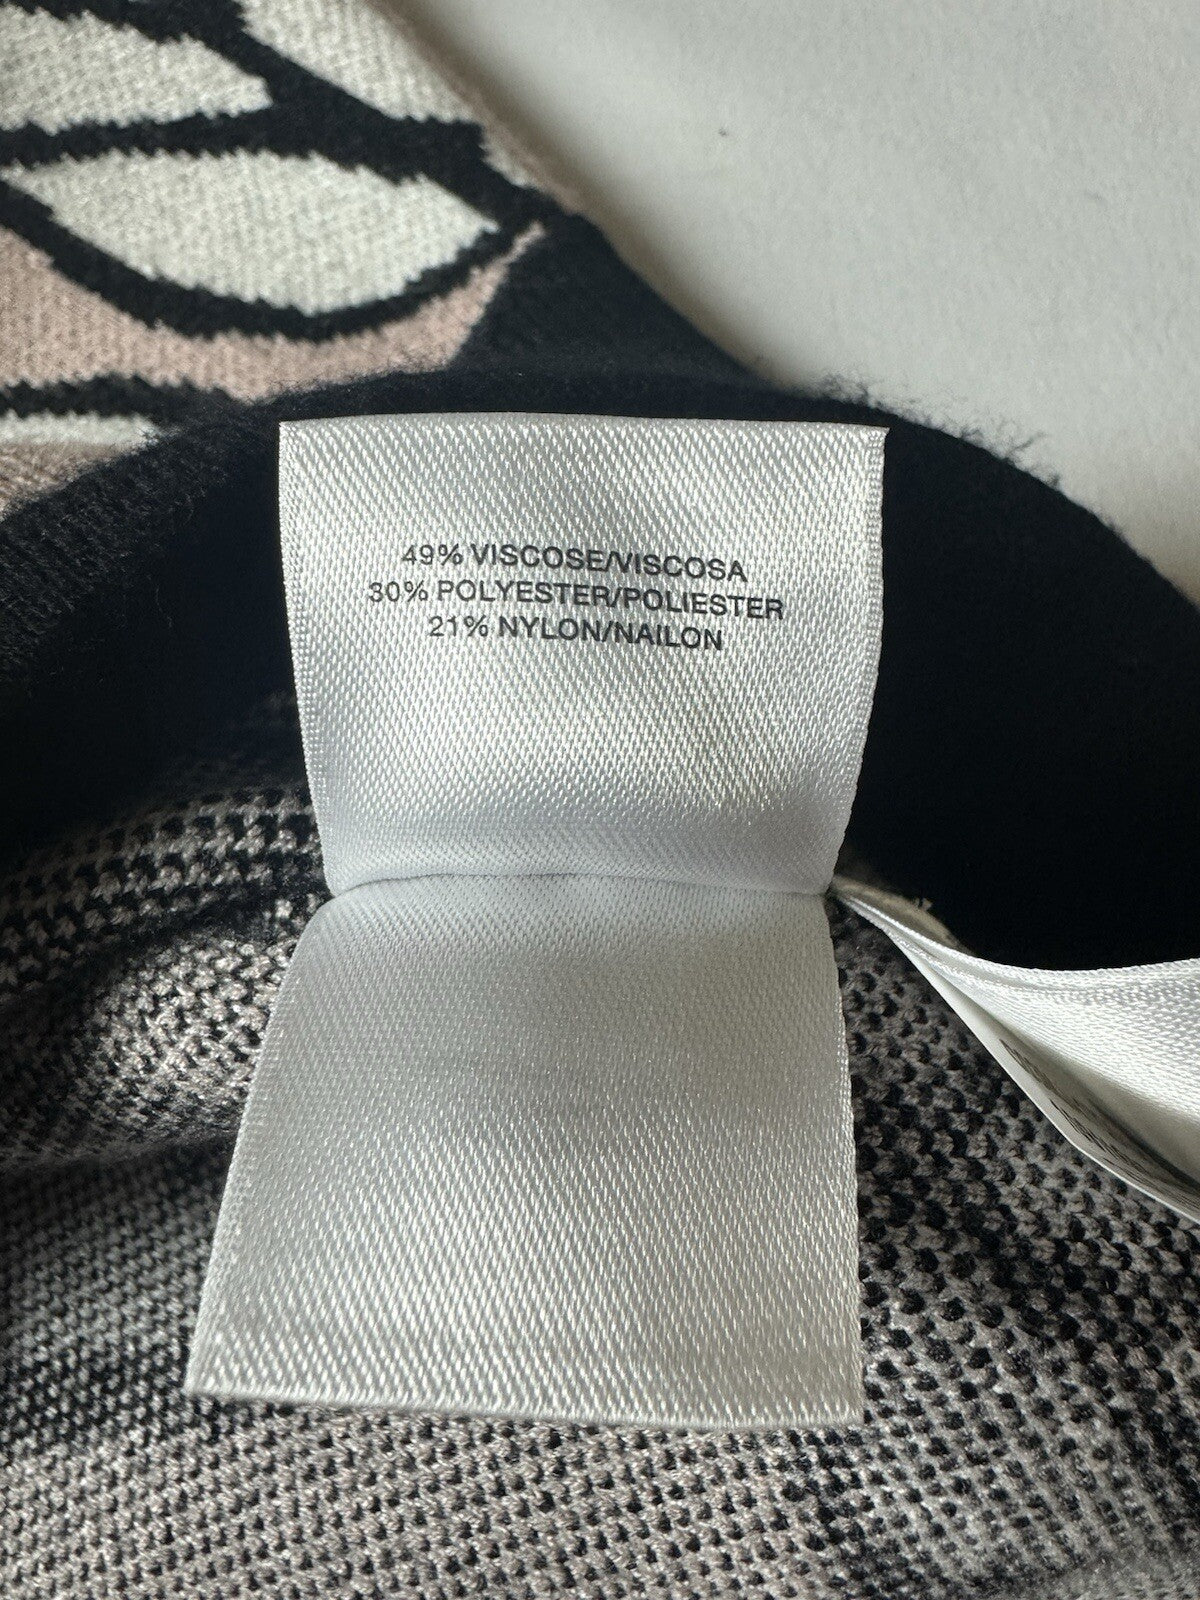 49% VISCOSE/VISCOSA
30% POLYESTER/POLIESTER
21% NYLON/NAILON